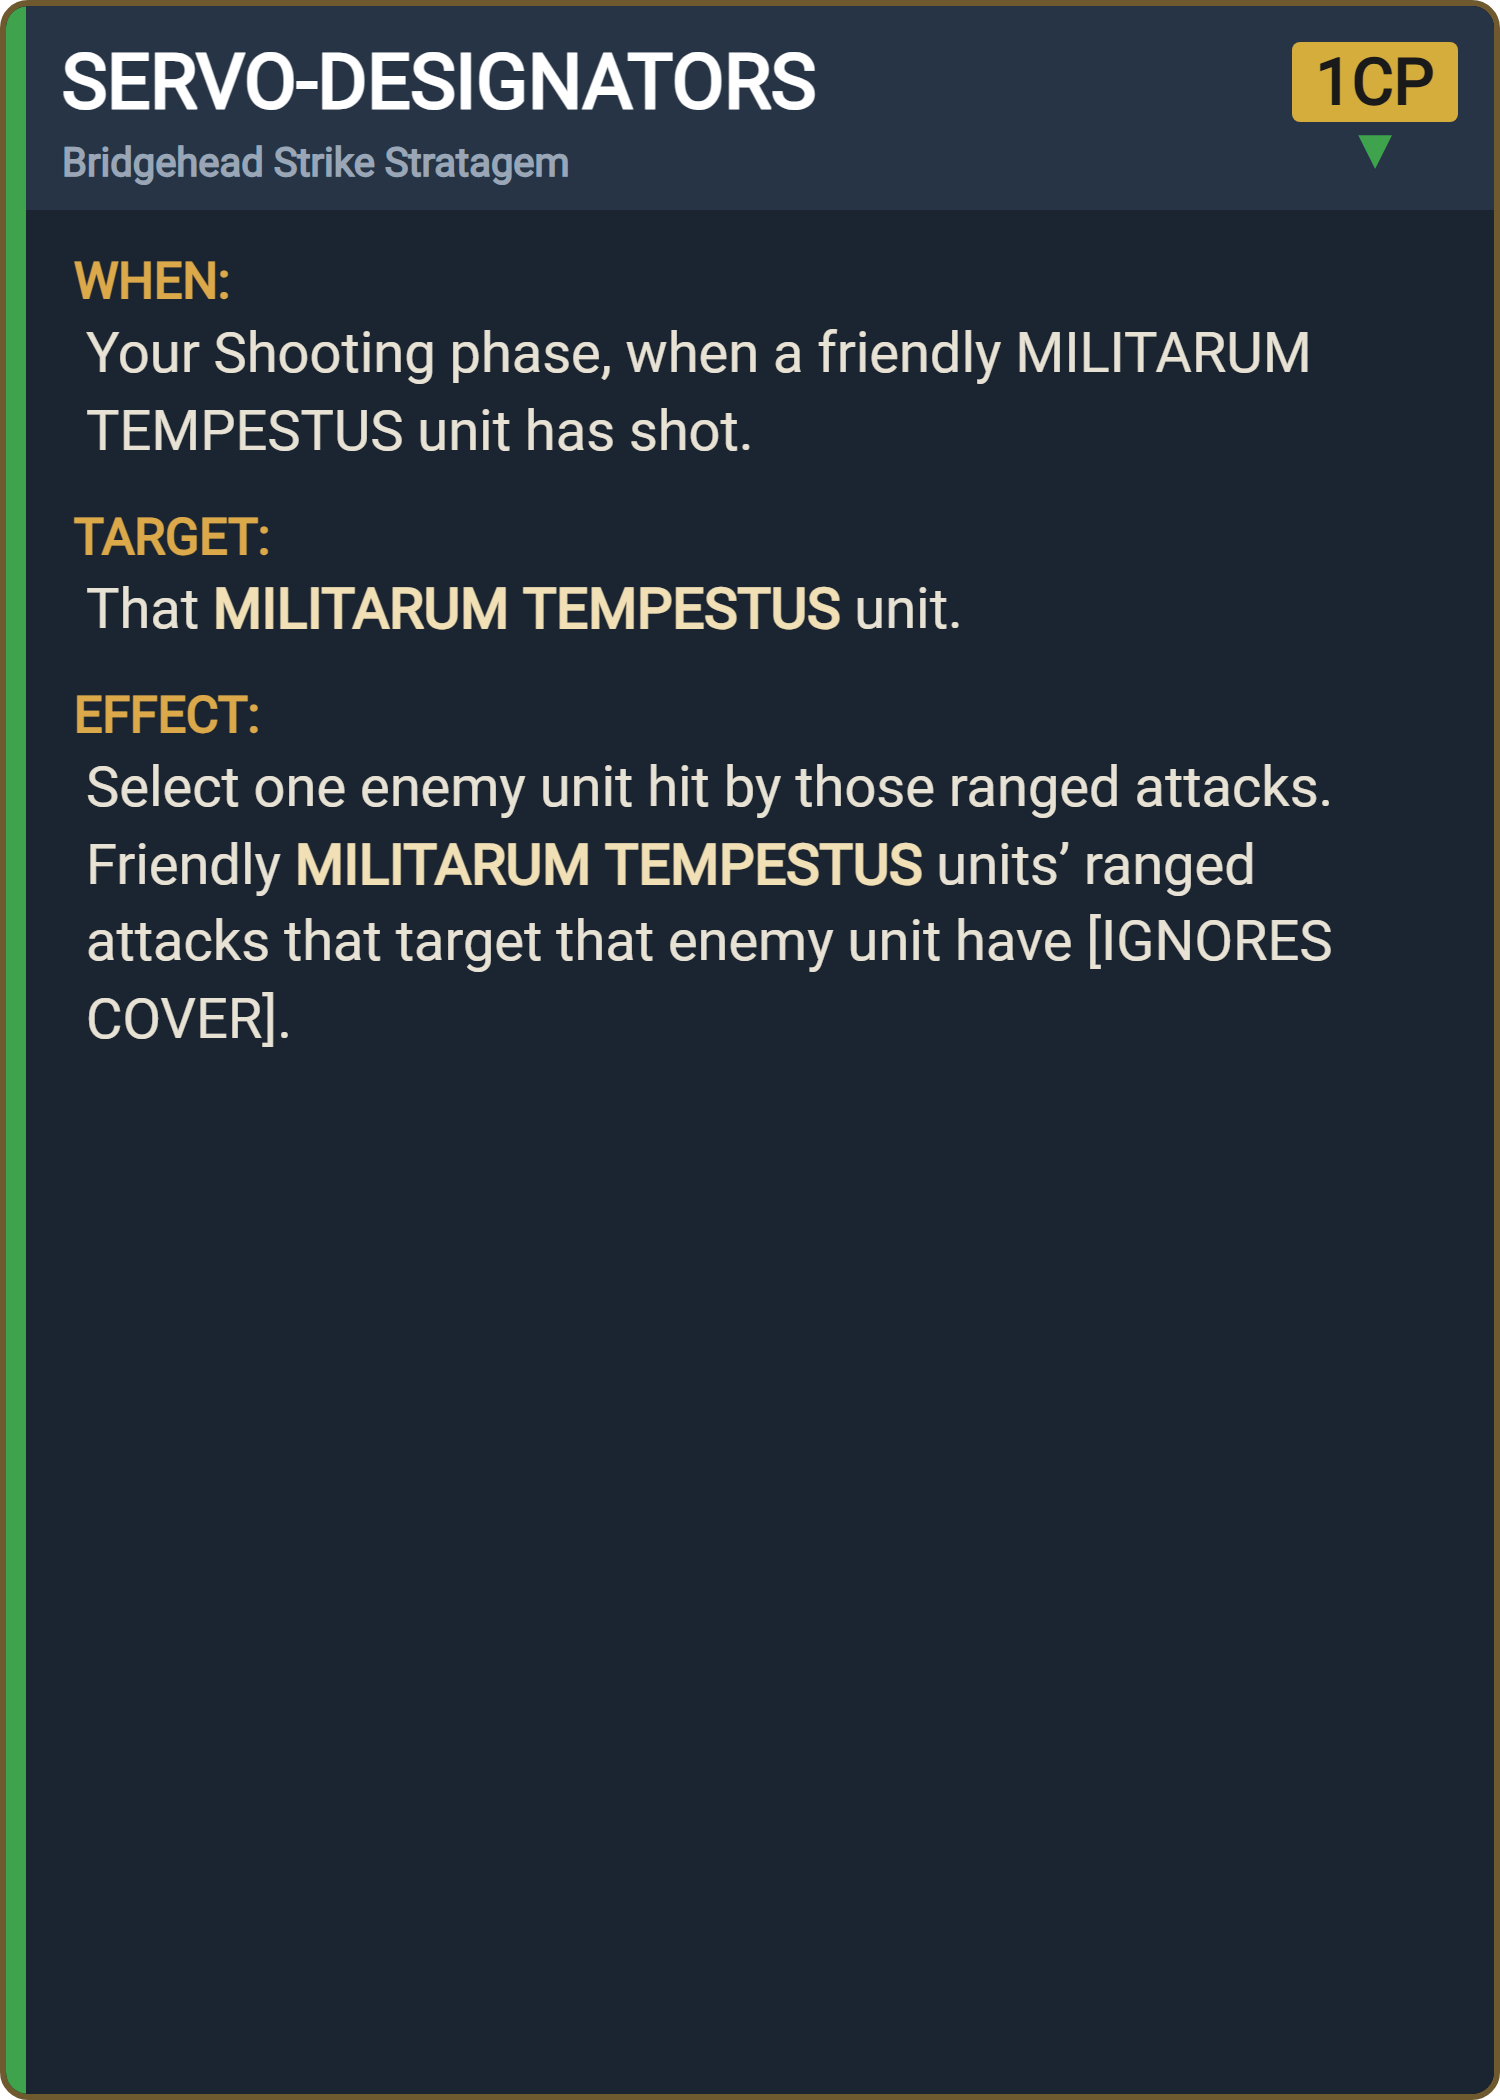 SERVO-DESIGNATORS
1CP
Bridgehead Strike Stratagem
WHEN:
Your Shooting phase, when a friendly MILITARUM
TEMPESTUS unit has shot.
TARGET:
That MILITARUM TEMPESTUS unit.
EFFECT:
Select one enemy unit hit by those ranged attacks.
Friendly MILITARUM TEMPESTUS units’ ranged
attacks that target that enemy unit have [IGNORES
COVER].